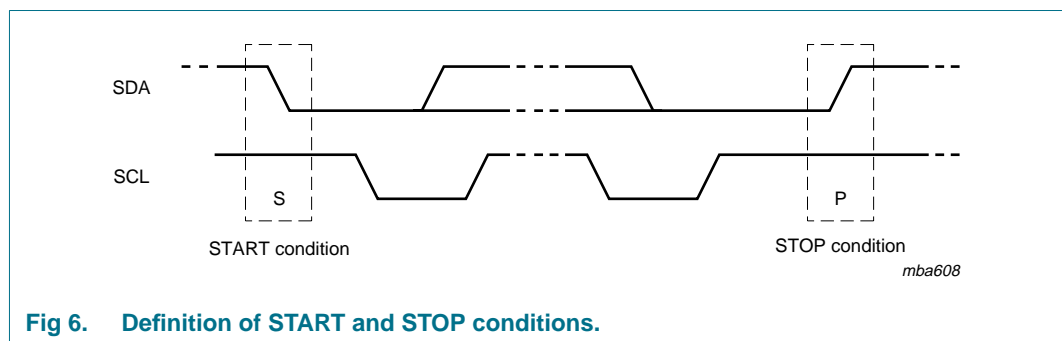 SDA
SCL
S
P
START condition
STOP condition
mba608
Fig 6. Definition of START and STOP conditions.